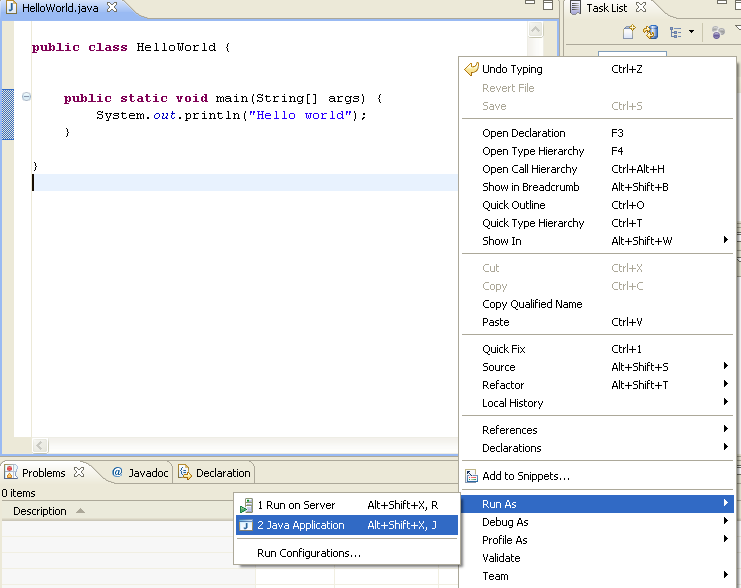 HelloWorld.java
Task List
public class HelloWorld {
public static void main(String[] args) {
System.out.println("Hello world");
}
}
Undo Typing Ctrl+Z
Revert File
Save Ctrl+S
Open Declaration F3
Open Type Hierarchy F4
Open Call Hierarchy Ctrl+Alt+H
Show in Breadcrumb Alt+Shift+B
Quick Outline Ctrl+O
Quick Type Hierarchy Ctrl+T
Show In Alt+Shift+W
Cut Ctrl+X
Copy Ctrl+C
Copy Qualified Name
Paste Ctrl+V
Quick Fix Ctrl+1
Source Alt+Shift+S
Refactor Alt+Shift+T
Local History
References
Declarations
Add to Snippets...
Run As
Debug As
Profile As
Validate
Team
Problems @ Javadoc Declaration
0 items
Description
1 Run on Server Alt+Shift+X, R
2 Java Application Alt+Shift+X, J
Run Configurations...